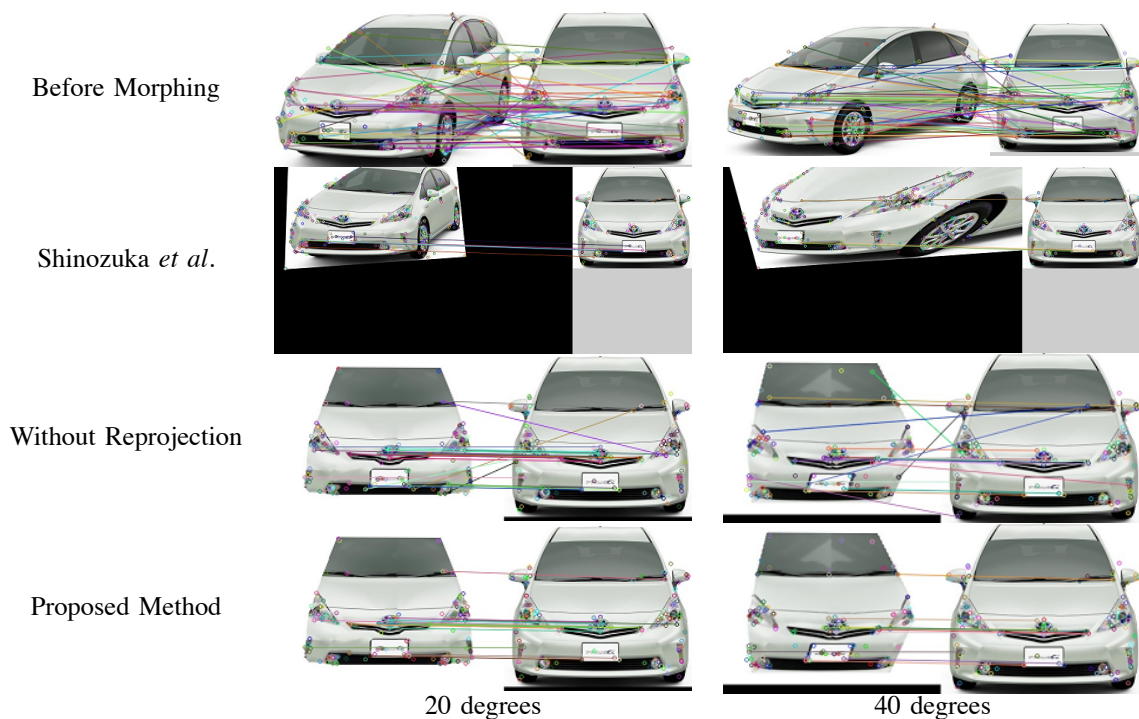 Before Morphing
Shinozuka et al.
Without Reprojection
Proposed Method
20 degrees
40 degrees